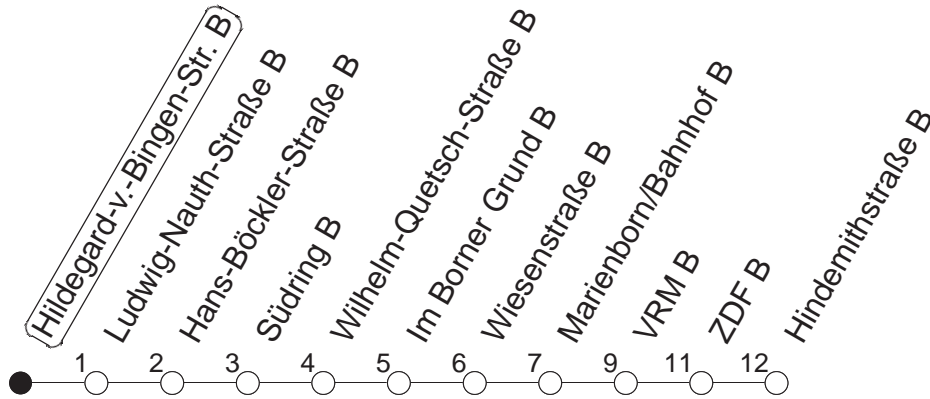 Hildegard-v.-Bingen-Str. B
Ludwig-Nauth-Straße B
Hans-Böckler-Straße B
Südring B
Wilhelm-Quetsch-Straße B
Im Borner Grund B
Wiesenstraße B
Marienborn/Bahnhof B
VRM B
ZDF B
Hindemithstraße B
1 2 3 4 5 6 7 9 11 12